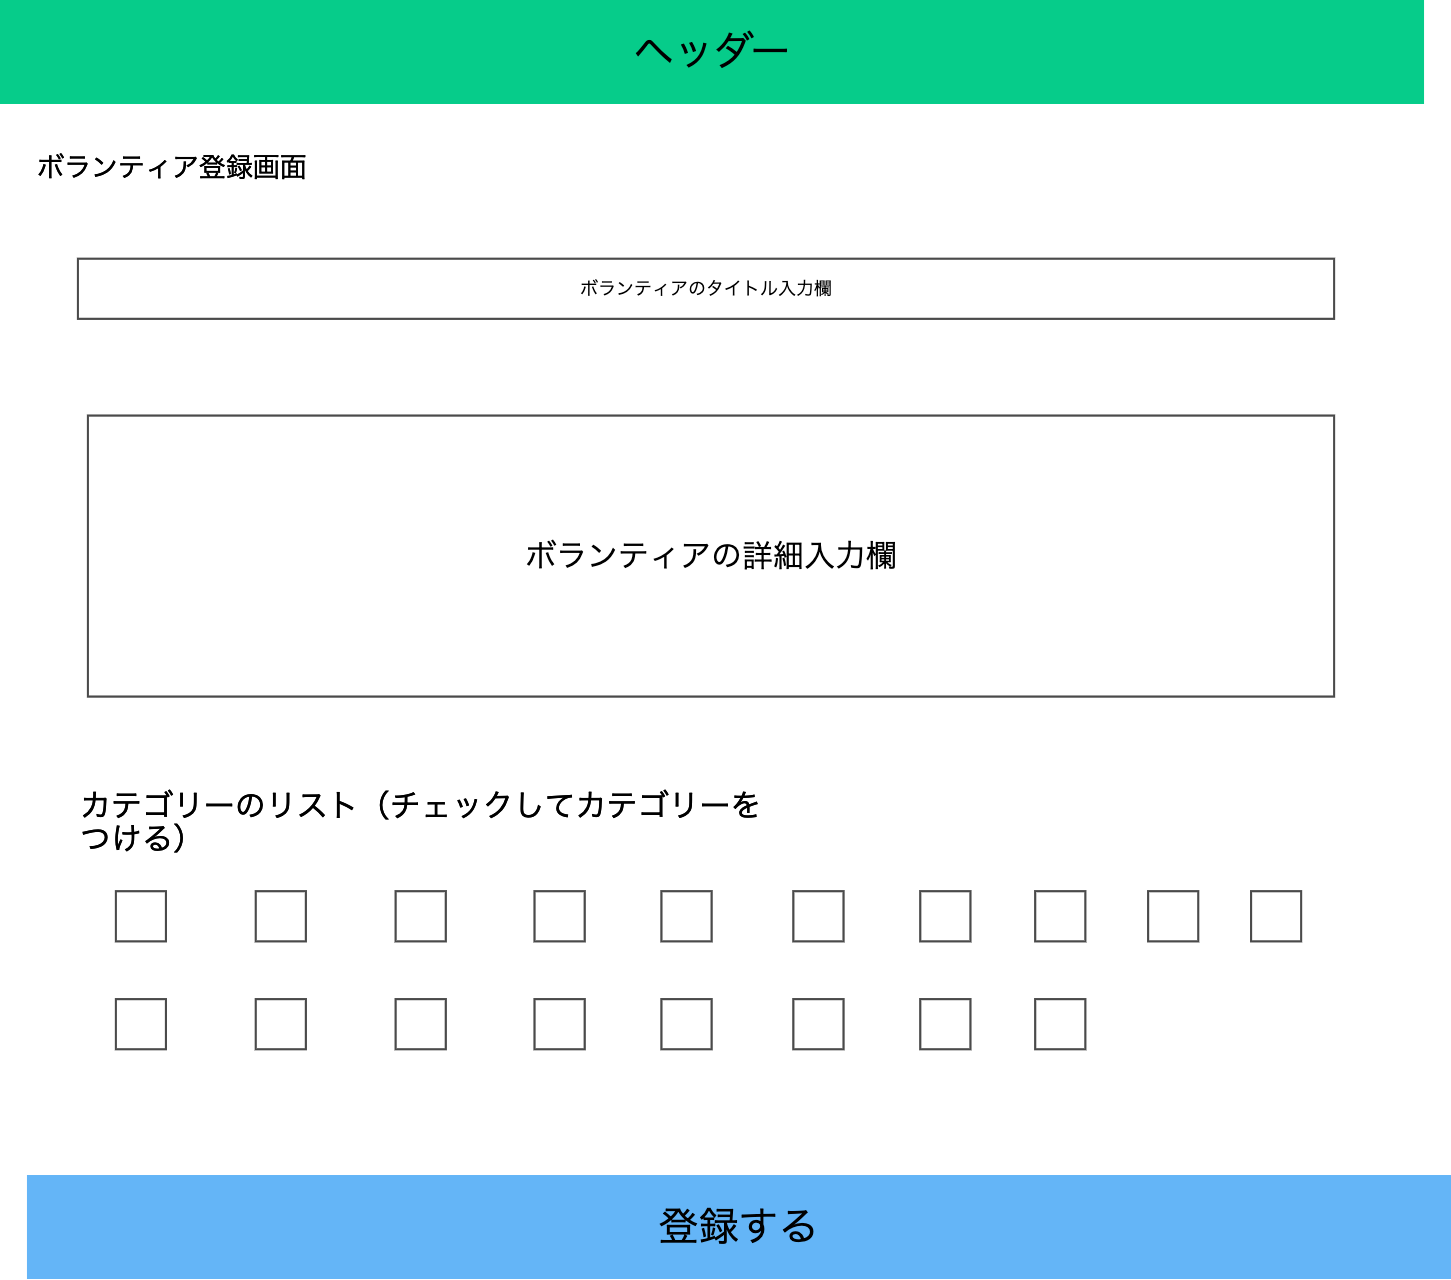 ヘッダー
ボランティア登録画面
ボランティアのタイトル入力欄
ボランティアの詳細入力欄
カテゴリーのリスト（チェックしてカテゴリーを
つける）
登録する